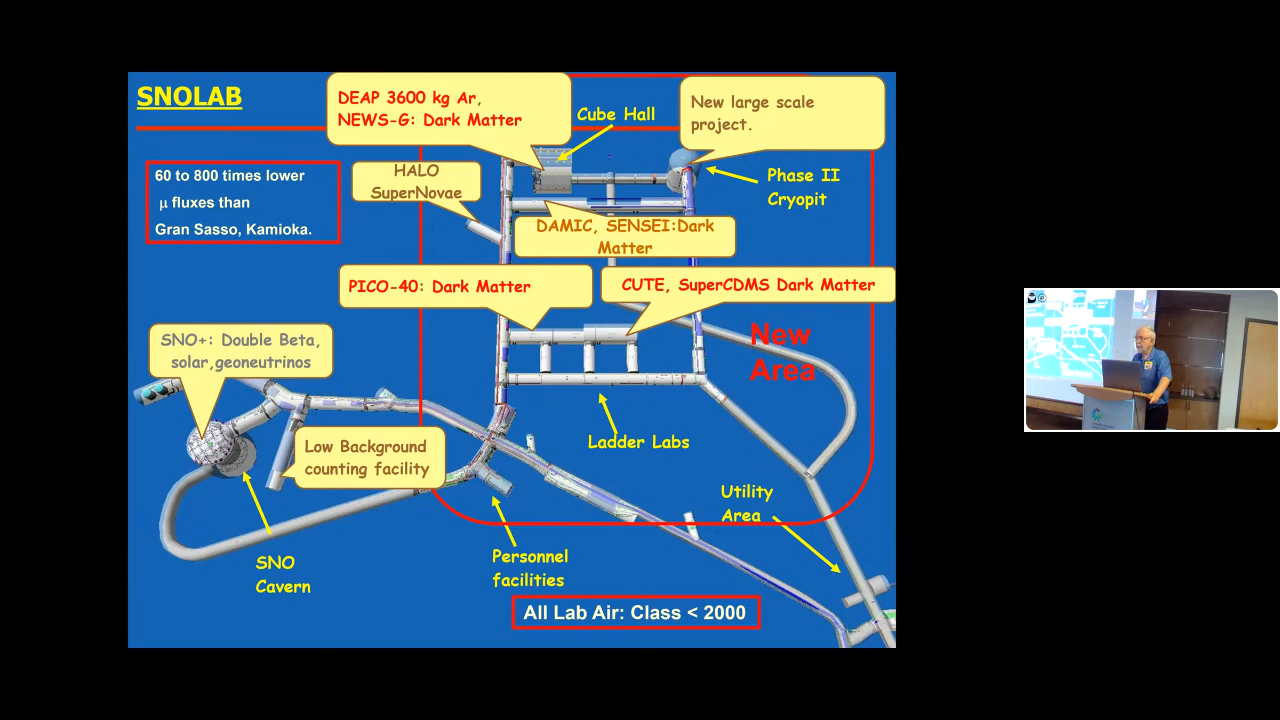 SNOLAB
DEAP 3600 kg Ar,
NEWS-G: Dark Matter
Cube Hall
New large scale
project.
60 to 800 times lower
μ fluxes than
Gran Sasso, Kamioka.
HALO
SuperNovae
Phase II
Cryopit
DAMIC, SENSEI:Dark
Matter
PICO-40: Dark Matter
CUTE, SuperCDMS Dark Matter
SNO+: Double Beta,
solar,geoneutrinos
New
Area
Low Background
counting facility
Ladder Labs
Utility
Area
SNO
Cavern
Personnel
facilities
All Lab Air: Class < 2000